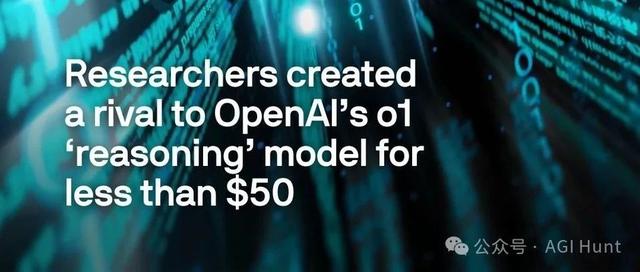 Researchers created
a rival to OpenAI’s o1
‘reasoning’ model for
less than $50
公众号 · AGI Hunt